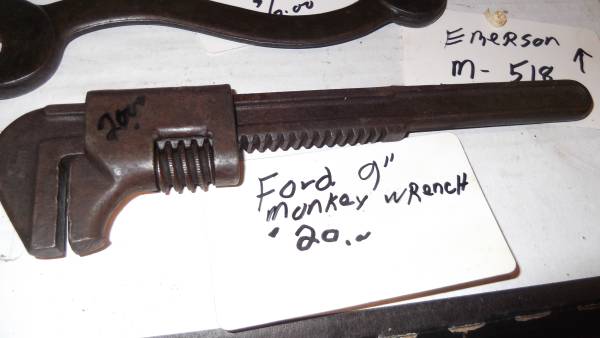 Emerson
M- 518 ↑
20.00
Ford 9"
monkey wrencH
20.00